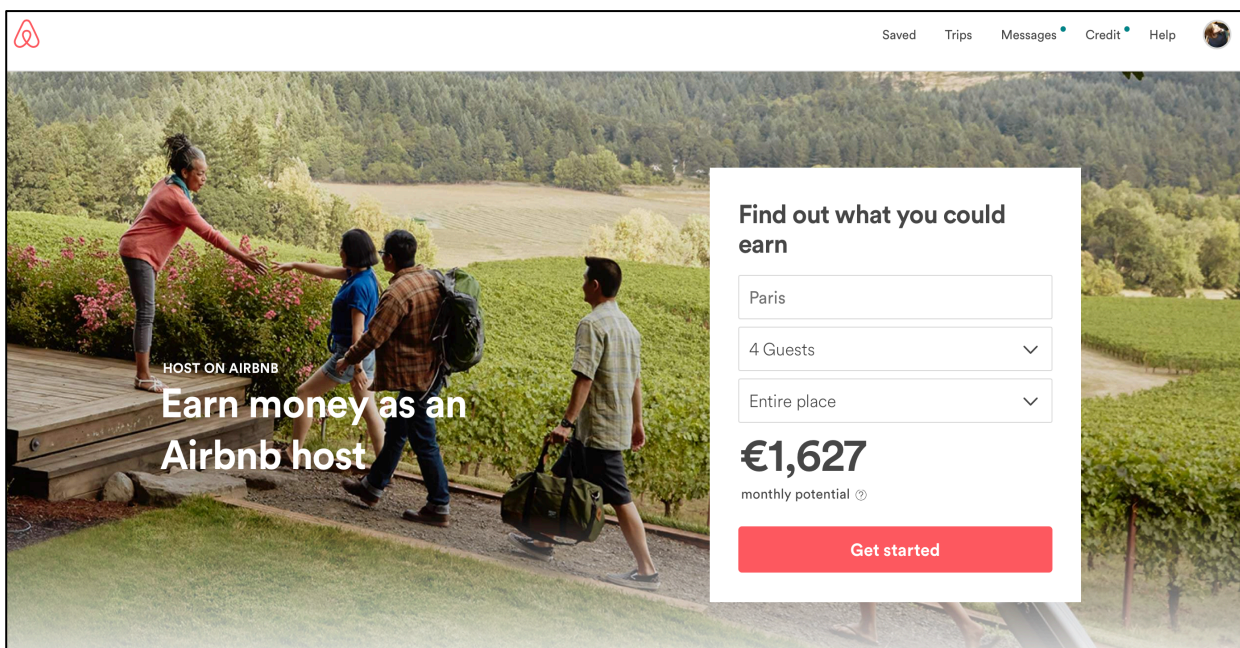 Saved Trips Messages Credit Help
HOST ON AIRBNB
Earn money as an
Airbnb host
Find out what you could
earn
Paris
4 Guests
Entire place
€1,627
monthly potential ?
Get started